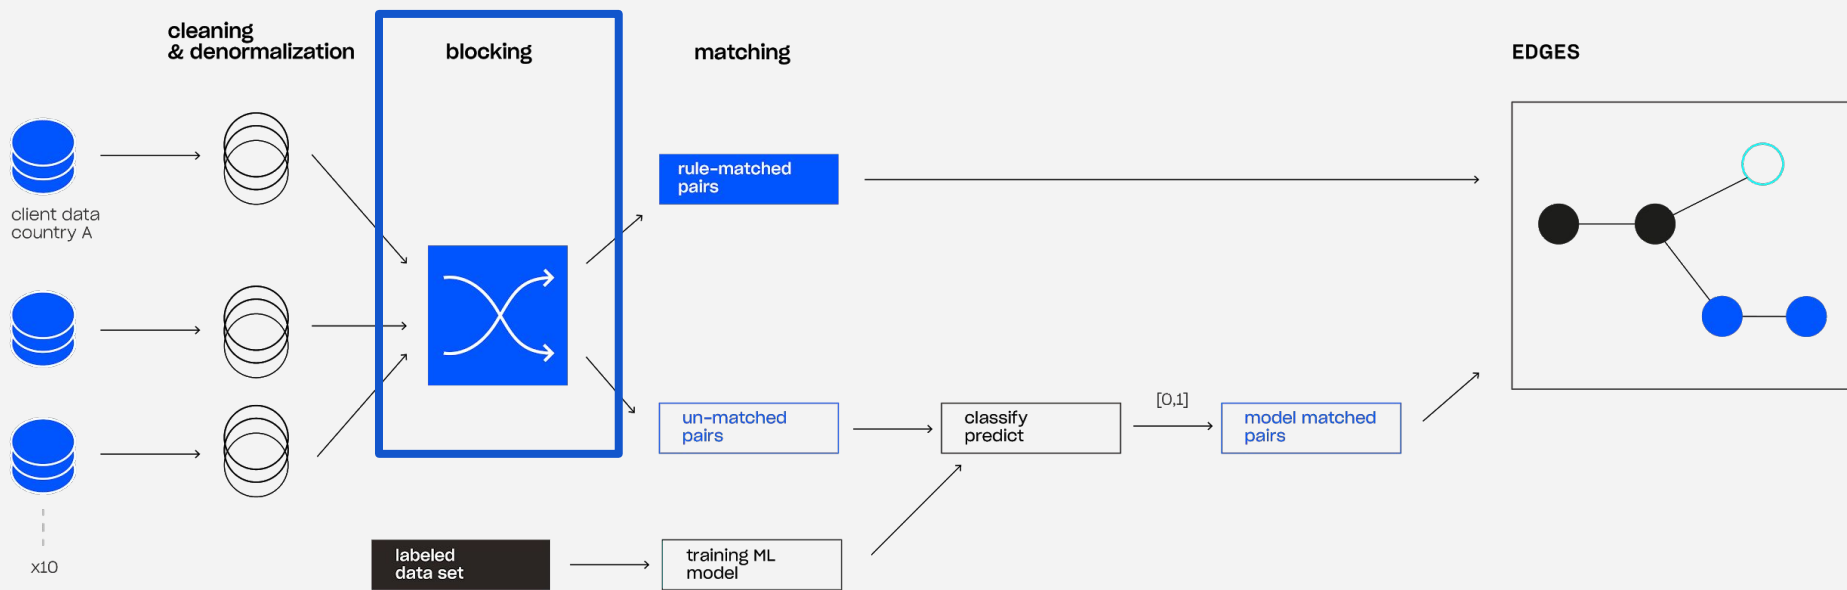 cleaning
& denormalization
blocking
matching
EDGES
client data
country A
rule-matched
pairs
un-matched
pairs
classify
predict
[0,1]
model matched
pairs
x10
labeled
data set
training ML
model